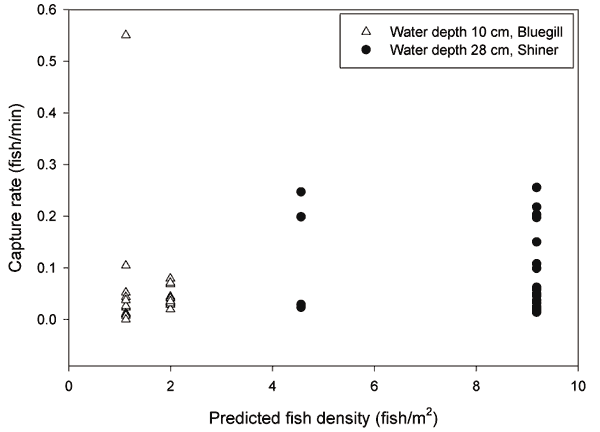 0.6
0.5
0.4
0.3
0.2
0.1
0.0
Capture rate (fish/min)
Water depth 10 cm, Bluegill
Water depth 28 cm, Shiner
0 2 4 6 8 10
Predicted fish density (fish/m²)